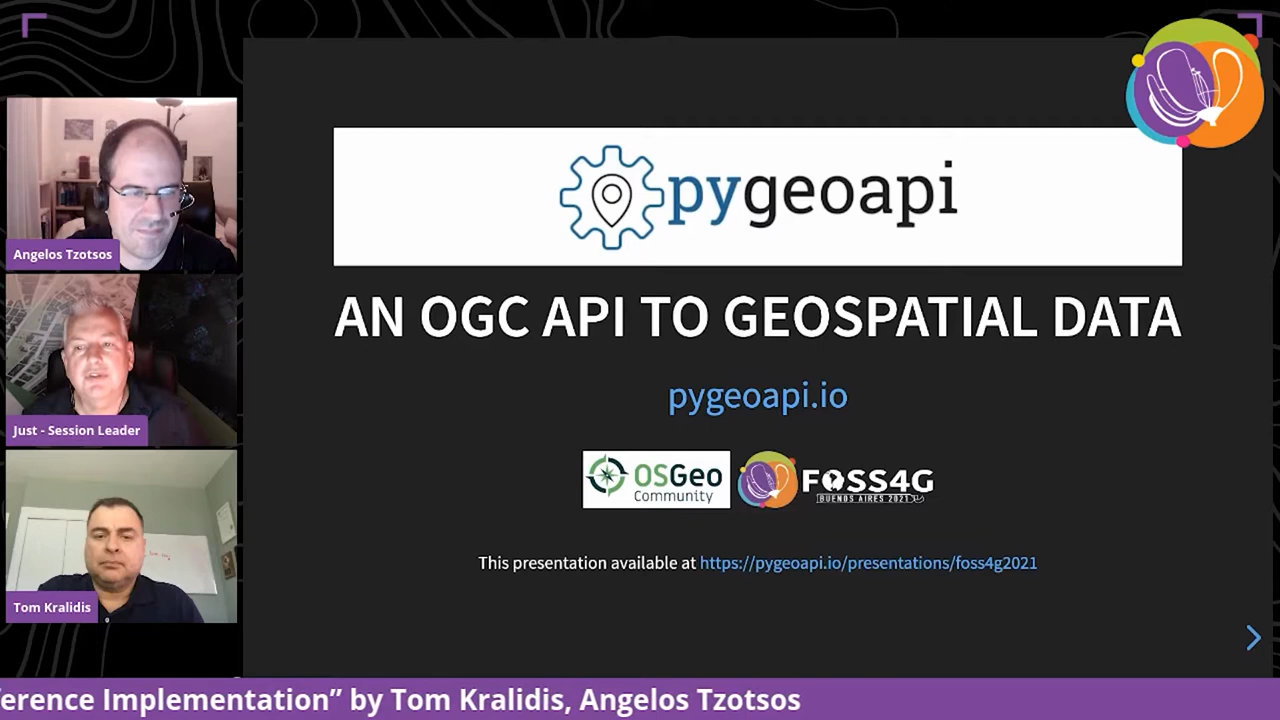 Angelos Tzotsos
Just - Session Leader
Tom Kralidis
pygeoapi
AN OGC API TO GEOSPATIAL DATA
pygeoapi.io
OSGeo
Community
FOSS4G
BUENOS AIRES 2021
This presentation available at https://pygeoapi.io/presentations/foss4g2021
ference Implementation” by Tom Kralidis, Angelos Tzotsos